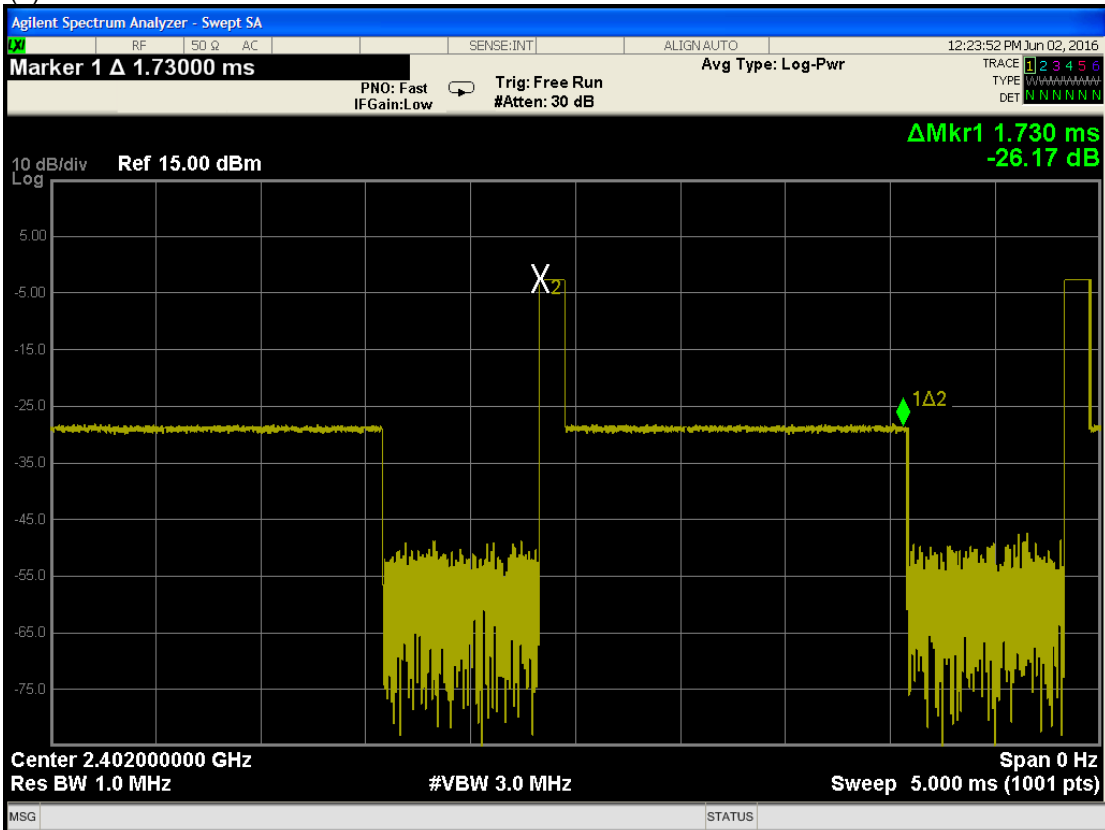 Agilent Spectrum Analyzer - Swept SA
LXI RF 50 Ω AC SENSE:INT ALIGN AUTO 12:23:52 PM Jun 02, 2016
Marker 1 Δ 1.73000 ms
PNO: Fast
IFGain:Low
Trig: Free Run
#Atten: 30 dB
Avg Type: Log-Pwr
TRACE 1 2 3 4 5 6
TYPE WWWWWW
DET N N N N N N
ΔMkr1 1.730 ms
-26.17 dB
10 dB/div Ref 15.00 dBm
Log
5.00
X2
-5.00
-15.0
-25.0
1Δ2
-35.0
-45.0
-55.0
-65.0
-75.0
Center 2.402000000 GHz Span 0 Hz
Res BW 1.0 MHz #VBW 3.0 MHz Sweep 5.000 ms (1001 pts)
MSG STATUS